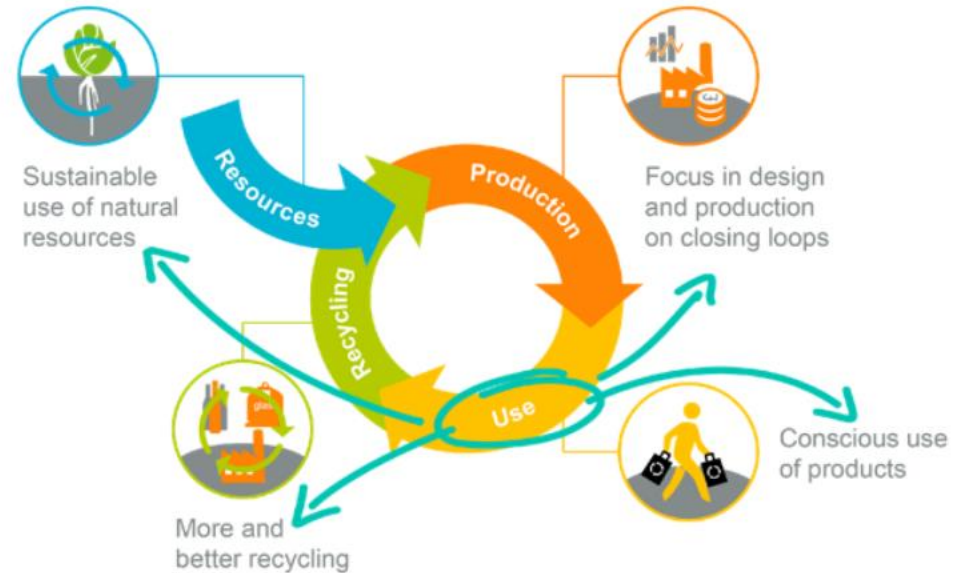 Sustainable
use of natural
resources
Resources
Production
Focus in design
and production
on closing loops
Recycling
glass
Use
Conscious use
of products
More and
better recycling